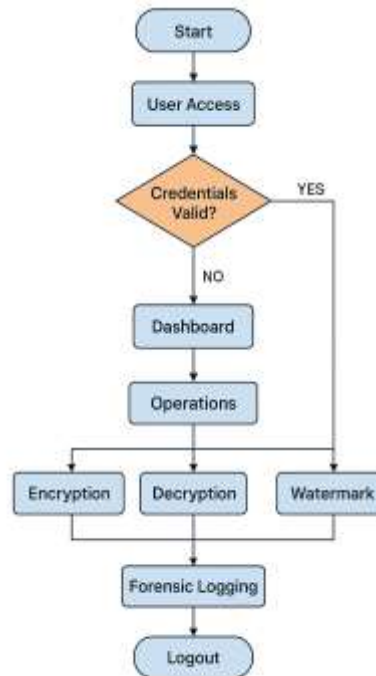 Start
User Access
Credentials
Valid?
YES
NO
Dashboard
Operations
Encryption
Decryption
Watermark
Forensic Logging
Logout